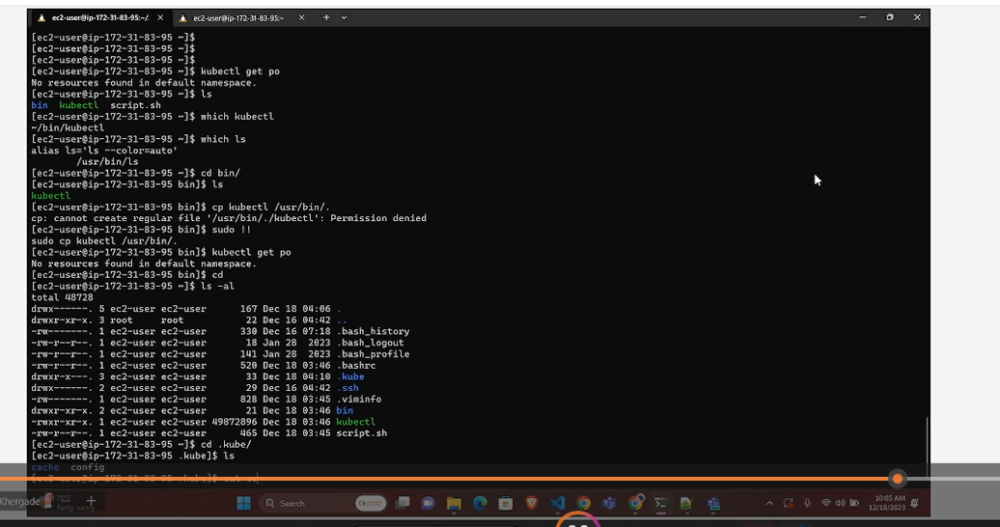 ec2-user@ip-172-31-83-95:~/.
ec2-user@ip-172-31-83-95:~
[ec2-user@ip-172-31-83-95 ~]$
[ec2-user@ip-172-31-83-95 ~]$
[ec2-user@ip-172-31-83-95 ~]$
[ec2-user@ip-172-31-83-95 ~]$ kubectl get po
No resources found in default namespace.
[ec2-user@ip-172-31-83-95 ~]$ ls
bin  kubectl  script.sh
[ec2-user@ip-172-31-83-95 ~]$ which kubectl
~/bin/kubectl
[ec2-user@ip-172-31-83-95 ~]$ which ls
alias ls='ls --color=auto'
/usr/bin/ls
[ec2-user@ip-172-31-83-95 ~]$ cd bin/
[ec2-user@ip-172-31-83-95 bin]$ ls
kubectl
[ec2-user@ip-172-31-83-95 bin]$ cp kubectl /usr/bin/.
cp: cannot create regular file '/usr/bin/./kubectl': Permission denied
[ec2-user@ip-172-31-83-95 bin]$ sudo !!
sudo cp kubectl /usr/bin/.
[ec2-user@ip-172-31-83-95 bin]$ kubectl get po
No resources found in default namespace.
[ec2-user@ip-172-31-83-95 bin]$ cd
[ec2-user@ip-172-31-83-95 ~]$ ls -al
total 48728
drwx------. 5 ec2-user ec2-user      167 Dec 18 04:06 .
drwxr-xr-x. 3 root     root           22 Dec 16 04:42 ..
-rw-------. 1 ec2-user ec2-user      330 Dec 16 07:18 .bash_history
-rw-r--r--. 1 ec2-user ec2-user       18 Jan 28  2023 .bash_logout
-rw-r--r--. 1 ec2-user ec2-user      141 Jan 28  2023 .bash_profile
-rw-r--r--. 1 ec2-user ec2-user      520 Dec 18 03:46 .bashrc
drwxr-x---. 3 ec2-user ec2-user       33 Dec 18 04:10 .kube
drwx------. 2 ec2-user ec2-user       29 Dec 16 04:42 .ssh
-rw-------. 1 ec2-user ec2-user      828 Dec 18 03:45 .viminfo
drwxr-xr-x. 2 ec2-user ec2-user       21 Dec 18 03:46 bin
-rwxr-xr-x. 1 ec2-user ec2-user 49872896 Dec 18 03:46 kubectl
-rw-r--r--. 1 ec2-user ec2-user      465 Dec 18 03:45 script.sh
[ec2-user@ip-172-31-83-95 ~]$ cd .kube/
[ec2-user@ip-172-31-83-95 .kube]$ ls
cache  config
[ec2-user@ip-172-31-83-95 .kube]$
Khergade
Partly sunny
Search
10:05 AM
12/18/2023